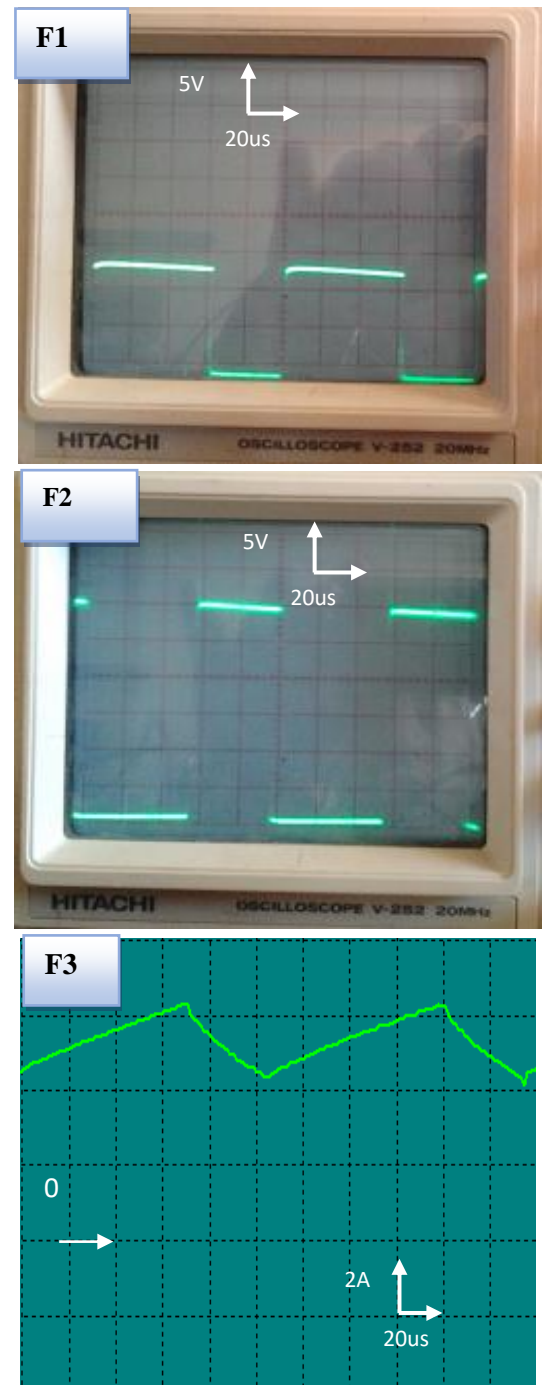 F1
5V
20us
HITACHI
OSCILLOSCOPE V-252 20MHz
F2
5V
20us
HITACHI
OSCILLOSCOPE V-252 20MHz
F3
0
2A
20us